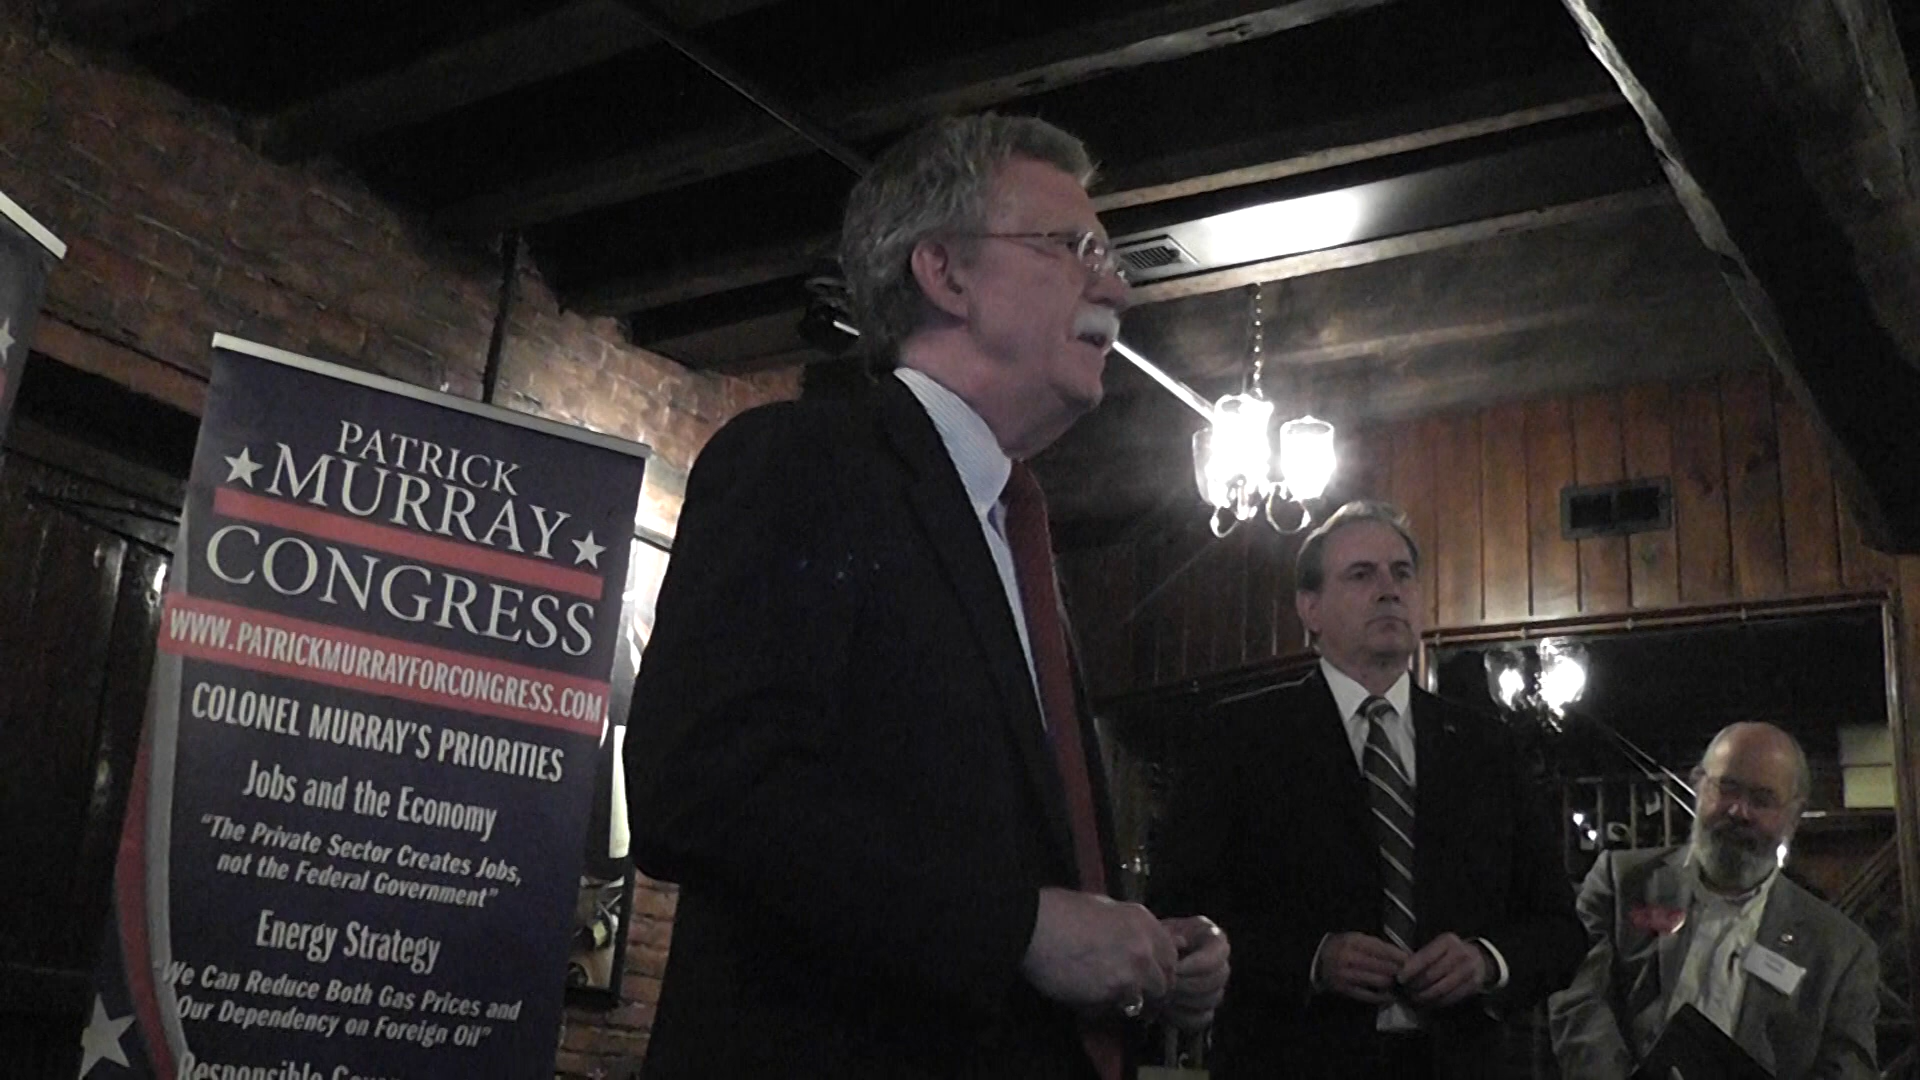 PATRICK
MURRAY
CONGRESS
WWW.PATRICKMURRAYFORCONGRESS.COM
COLONEL MURRAY'S PRIORITIES
Jobs and the Economy
"The Private Sector Creates Jobs,
not the Federal Government"
Energy Strategy
"We Can Reduce Both Gas Prices and
Our Dependency on Foreign Oil"
Responsible